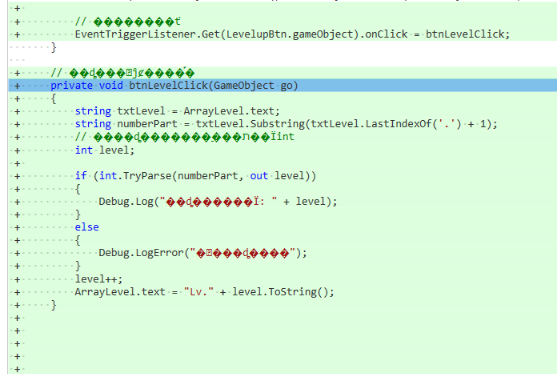 //
EventTriggerListener.Get(LevelupBtn.gameObject).onClick = btnLevelClick;
}
//
private void btnLevelClick(GameObject go)
{
string txtLevel = ArrayLevel.text;
string numberPart = txtLevel.Substring(txtLevel.LastIndexOf('.') + 1);
// int
int level;
if (int.TryParse(numberPart, out level))
{
Debug.Log(" : " + level);
}
else
{
Debug.LogError(" ");
}
level++;
ArrayLevel.text = "Lv." + level.ToString();
}